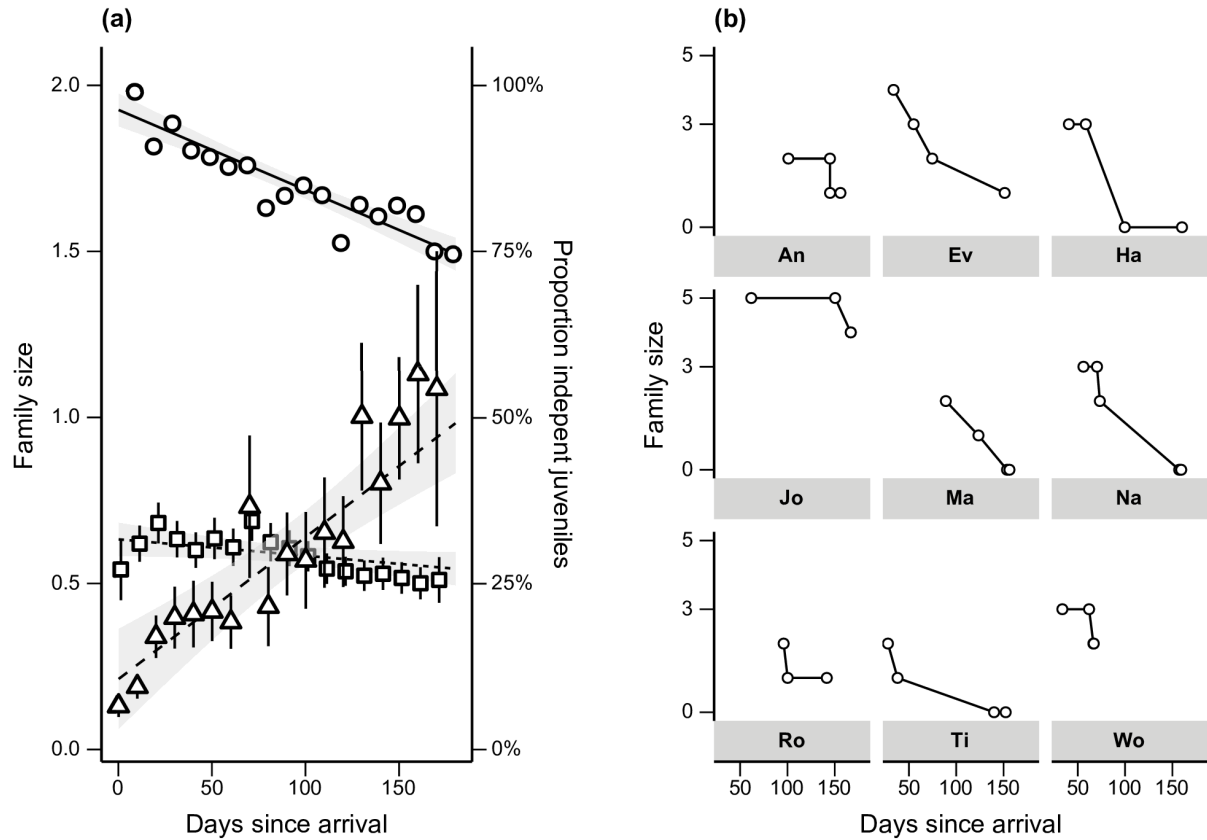 (a)
2.0
1.5
1.0
0.5
0.0
Family size
100%
75%
50%
25%
0%
Proportion indepent juveniles
0 50 100 150
Days since arrival
(b)
5
3
0
An Ev Ha
5
3
0
Family size
Jo Ma Na
5
3
0
Ro Ti Wo
50 100 150 50 100 150 50 100 150
Days since arrival